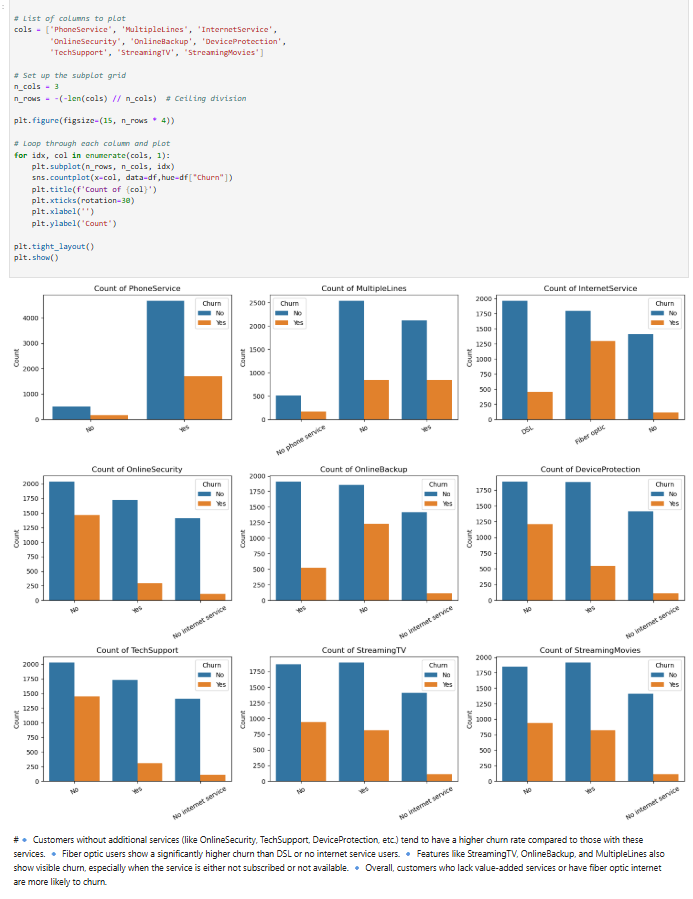 :
# List of columns to plot
cols = ['PhoneService', 'MultipleLines', 'InternetService',
'OnlineSecurity', 'OnlineBackup', 'DeviceProtection',
'TechSupport', 'StreamingTV', 'StreamingMovies']
# Set up the subplot grid
n_cols = 3
n_rows = -(-len(cols) // n_cols)  # Ceiling division
plt.figure(figsize=(15, n_rows * 4))
# Loop through each column and plot
for idx, col in enumerate(cols, 1):
plt.subplot(n_rows, n_cols, idx)
sns.countplot(x=col, data=df,hue=df["Churn"])
plt.title(f'Count of {col}')
plt.xticks(rotation=30)
plt.xlabel('')
plt.ylabel('Count')
plt.tight_layout()
plt.show()
Count of PhoneService
Churn
No
Yes
4000
3000
2000
1000
0
Count
No
Yes
Count of MultipleLines
Churn
No
Yes
2500
2000
1500
1000
500
0
Count
No phone service
No
Yes
Count of InternetService
Churn
No
Yes
2000
1750
1500
1250
1000
750
500
250
0
Count
DSL
Fiber optic
No
Count of OnlineSecurity
Churn
No
Yes
2000
1750
1500
1250
1000
750
500
250
0
Count
No
Yes
No internet service
Count of OnlineBackup
Churn
No
Yes
2000
1750
1500
1250
1000
750
500
250
0
Count
Yes
No
No internet service
Count of DeviceProtection
Churn
No
Yes
1750
1500
1250
1000
750
500
250
0
Count
No
Yes
No internet service
Count of TechSupport
Churn
No
Yes
2000
1750
1500
1250
1000
750
500
250
0
Count
No
Yes
No internet service
Count of StreamingTV
Churn
No
Yes
1750
1500
1250
1000
750
500
250
0
Count
No
Yes
No internet service
Count of StreamingMovies
Churn
No
Yes
2000
1750
1500
1250
1000
750
500
250
0
Count
No
Yes
No internet service
# 🔹 Customers without additional services (like OnlineSecurity, TechSupport, DeviceProtection, etc.) tend to have a higher churn rate compared to those with these
services. 🔹 Fiber optic users show a significantly higher churn than DSL or no internet service users. 🔹 Features like StreamingTV, OnlineBackup, and MultipleLines also
show visible churn, especially when the service is either not subscribed or not available. 🔹 Overall, customers who lack value-added services or have fiber optic internet
are more likely to churn.